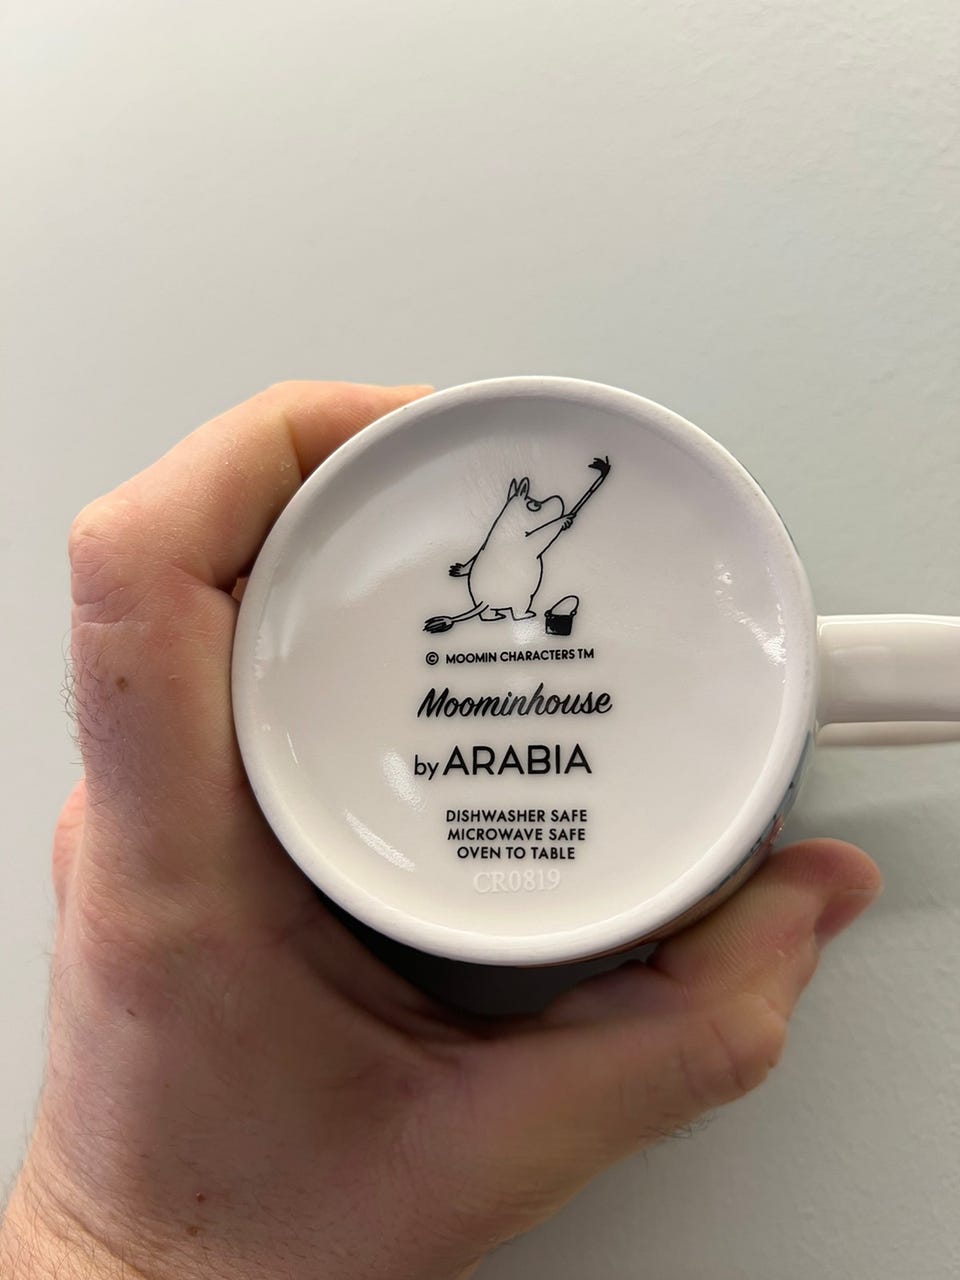 © MOOMIN CHARACTERS TM
Moominhouse
by ARABIA
DISHWASHER SAFE
MICROWAVE SAFE
OVEN TO TABLE
CR0819